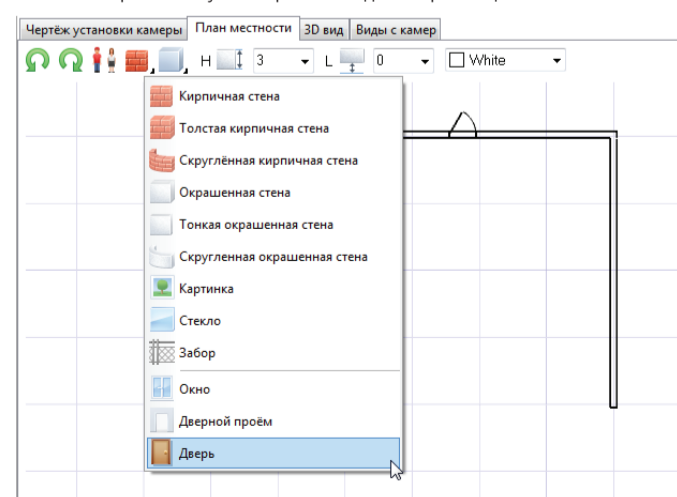 Чертёж установки камеры План местности 3D вид Виды с камер
H 3 L 0 White
Кирпичная стена
Толстая кирпичная стена
Скруглённая кирпичная стена
Окрашенная стена
Тонкая окрашенная стена
Скругленная окрашенная стена
Картинка
Стекло
Забор
Окно
Дверной проём
Дверь